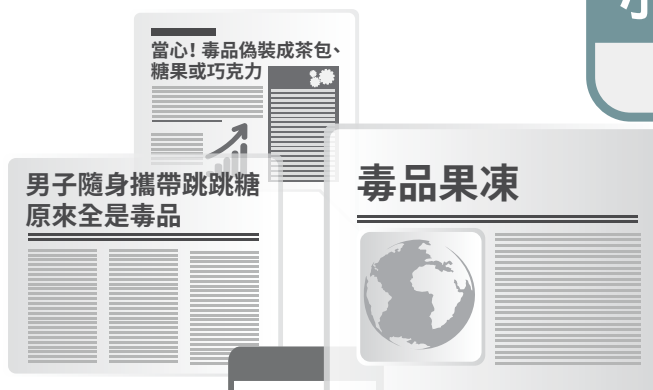 當心！毒品偽裝成茶包、
糖果或巧克力
男子隨身攜帶跳跳糖
原來全是毒品
毒品果凍